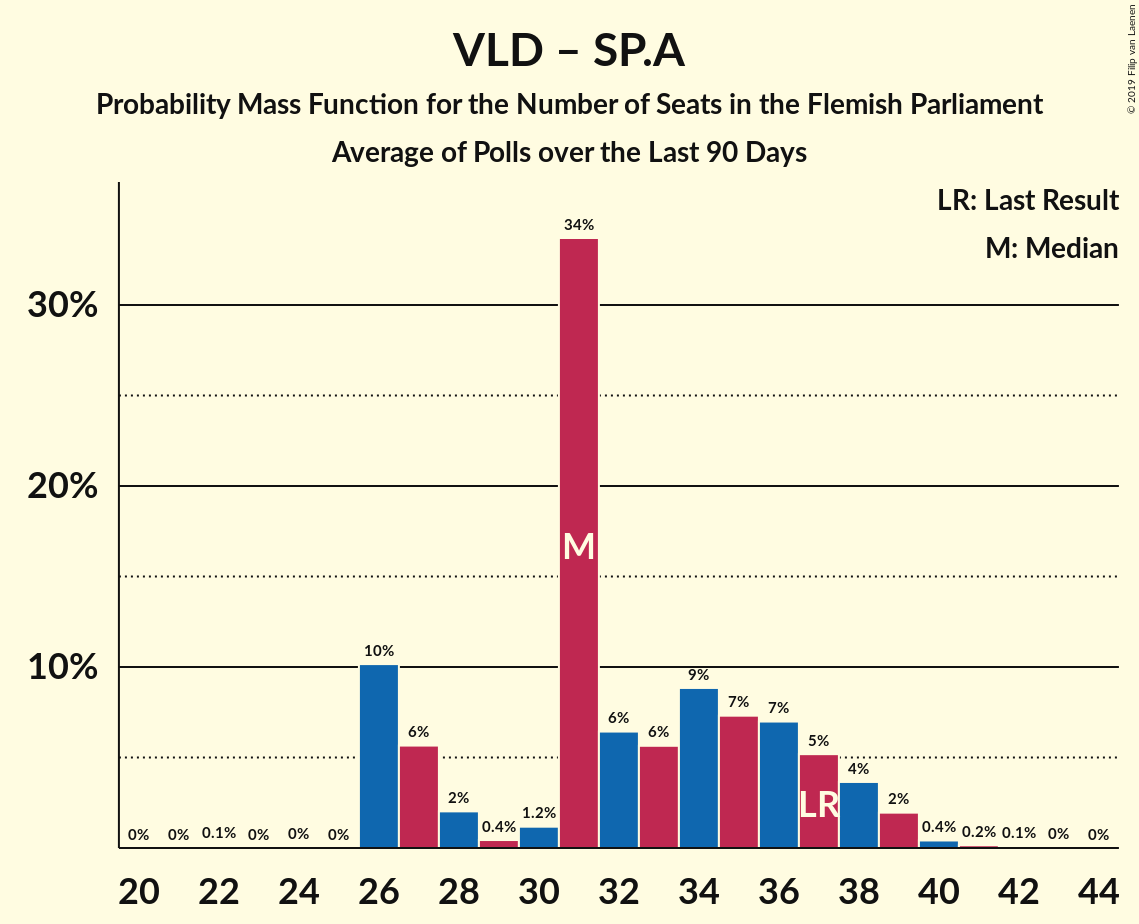 VLD – SP.A
Probability Mass Function for the Number of Seats in the Flemish Parliament
Average of Polls over the Last 90 Days
© 2019 Filip van Laenen
LR: Last Result
M: Median
30%
20%
10%
0% 0% 0.1% 0% 0% 0% 10% 6% 2% 0.4% 1.2% 34% 6% 6% 9% 7% 7% 5% 4% 2% 0.4% 0.2% 0.1% 0% 0%
M
LR
20 22 24 26 28 30 32 34 36 38 40 42 44